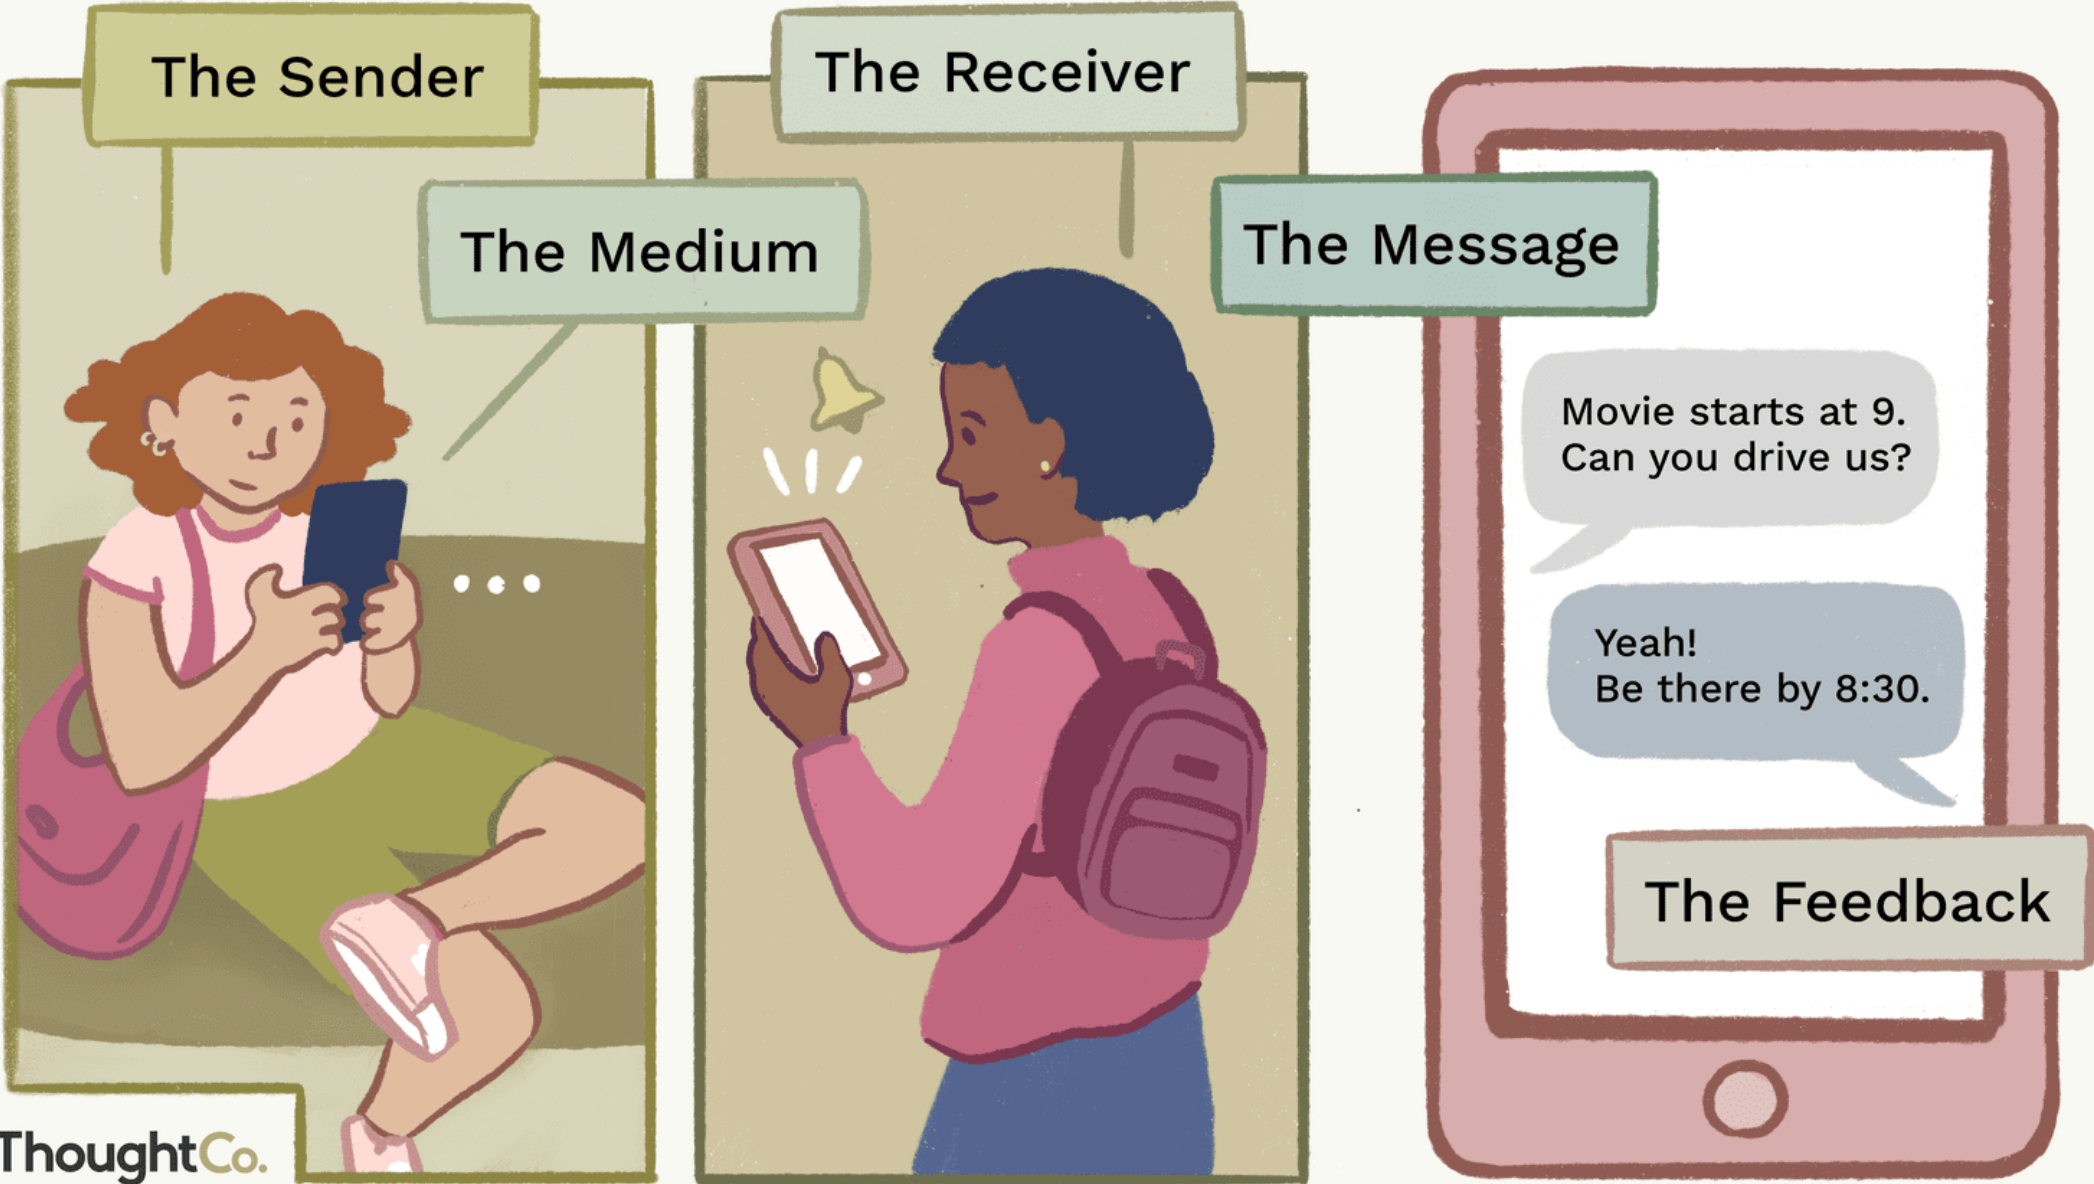 The Sender
The Medium
The Receiver
The Message
Movie starts at 9.
Can you drive us?
Yeah!
Be there by 8:30.
The Feedback
ThoughtCo.